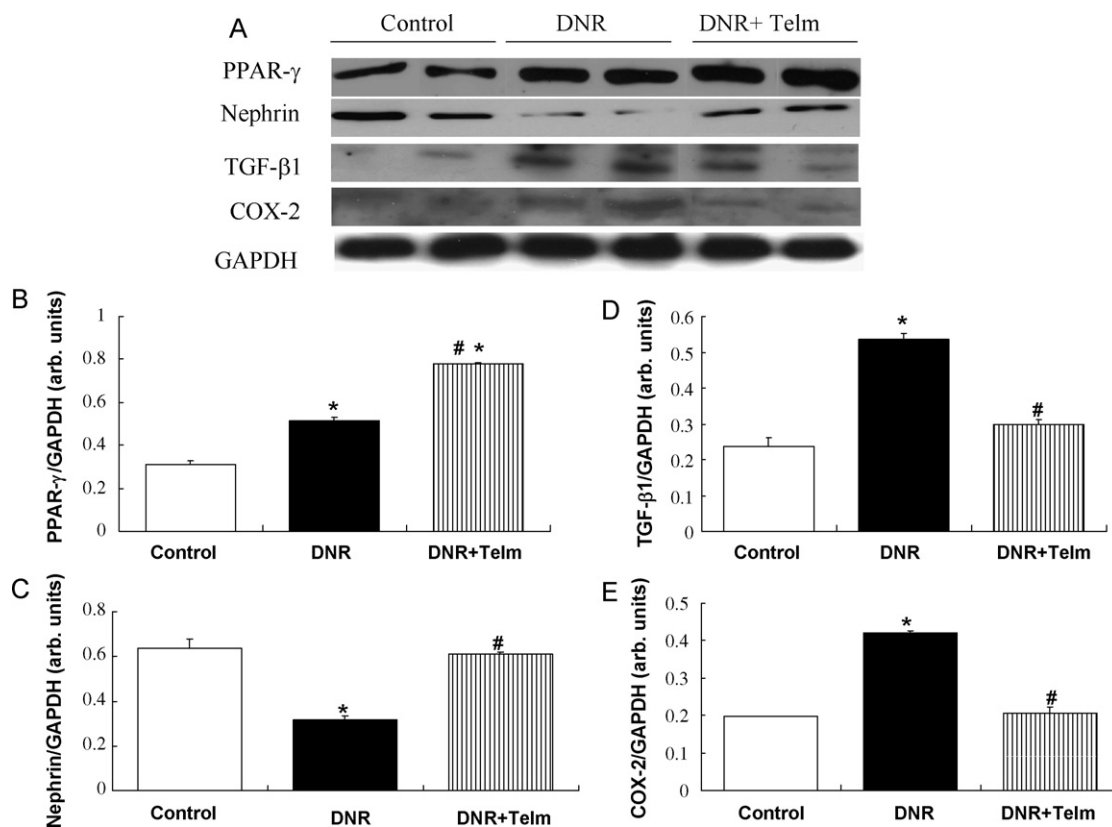 A
Control DNR DNR+ Telm
PPAR-γ
Nephrin
TGF-β1
COX-2
GAPDH
B
PPAR-γ/GAPDH (arb. units)
1
0.8
0.6
0.4
0.2
0
*
# *
Control DNR DNR+Telm
C
Nephrin/GAPDH (arb. units)
0.8
0.6
0.4
0.2
0
*
#
Control DNR DNR+Telm
D
TGF-β1/GAPDH (arb. units)
0.6
0.5
0.4
0.3
0.2
0.1
0
*
#
Control DNR DNR+Telm
E
COX-2/GAPDH (arb. units)
0.5
0.4
0.3
0.2
0.1
0
*
#
Control DNR DNR+Telm